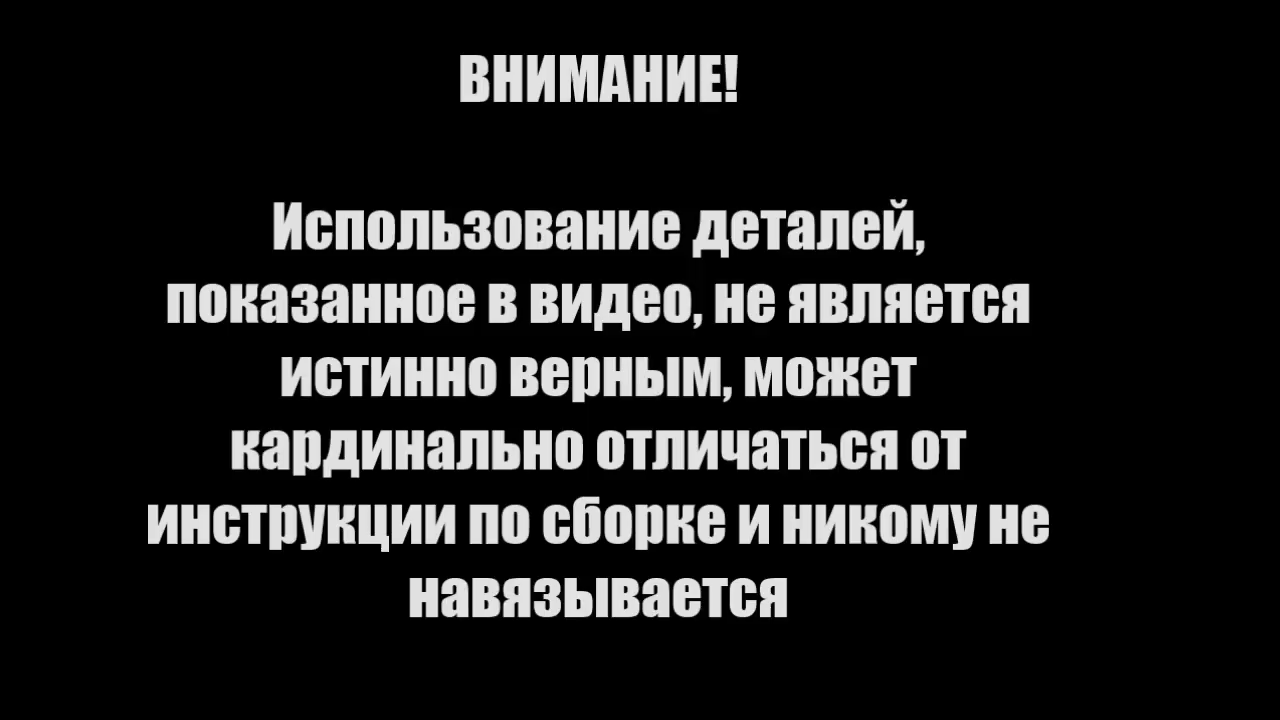 ВНИМАНИЕ!
Использование деталей,
показанное в видео, не является
истинно верным, может
кардинально отличаться от
инструкции по сборке и никому не
навязывается